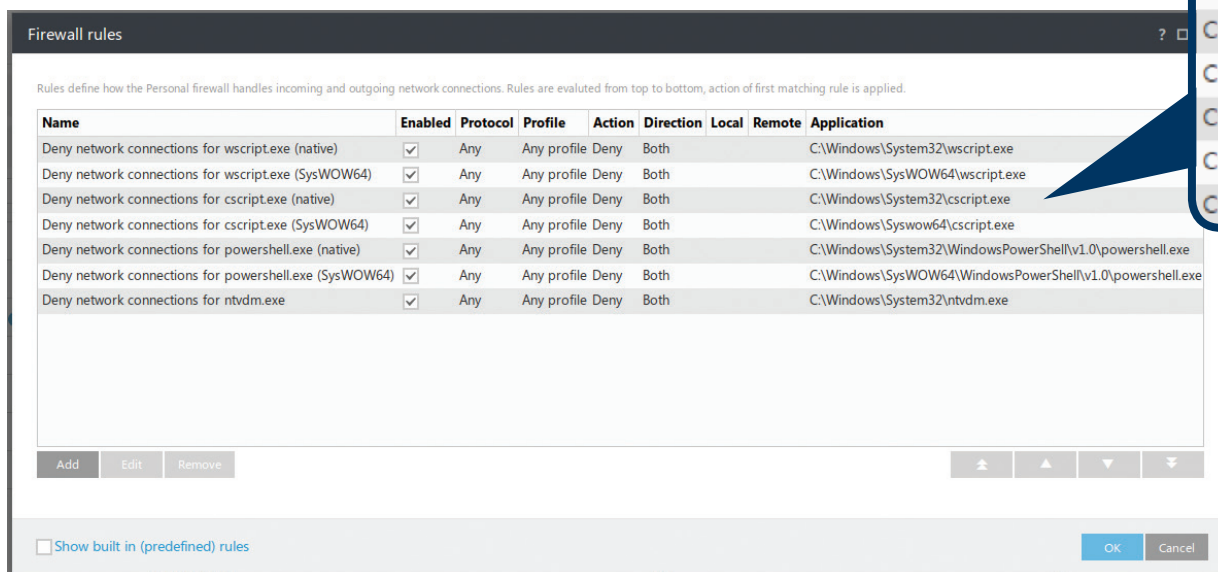 Firewall rules ?
Rules define how the Personal firewall handles incoming and outgoing network connections. Rules are evaluted from top to bottom, action of first matching rule is applied.
Name Enabled Protocol Profile Action Direction Local Remote Application
Deny network connections for wscript.exe (native) Any Any profile Deny Both C:\Windows\System32\wscript.exe
Deny network connections for wscript.exe (SysWOW64) Any Any profile Deny Both C:\Windows\SysWOW64\wscript.exe
Deny network connections for cscript.exe (native) Any Any profile Deny Both C:\Windows\System32\cscript.exe
Deny network connections for cscript.exe (SysWOW64) Any Any profile Deny Both C:\Windows\Syswow64\cscript.exe
Deny network connections for powershell.exe (native) Any Any profile Deny Both C:\Windows\System32\WindowsPowerShell\v1.0\powershell.exe
Deny network connections for powershell.exe (SysWOW64) Any Any profile Deny Both C:\Windows\SysWOW64\WindowsPowerShell\v1.0\powershell.exe
Deny network connections for ntvdm.exe Any Any profile Deny Both C:\Windows\System32\ntvdm.exe
Add Edit Remove
Show built in (predefined) rules OK Cancel